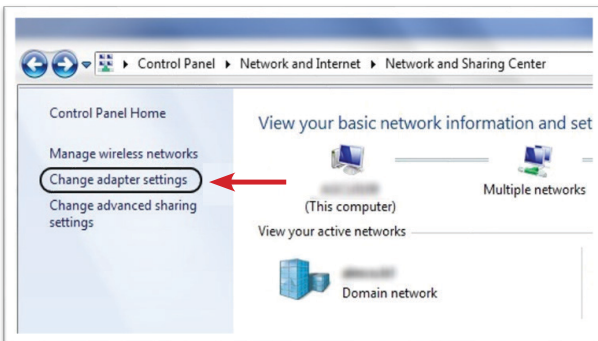 Control Panel ▸ Network and Internet ▸ Network and Sharing Center
Control Panel Home
Manage wireless networks
Change adapter settings
Change advanced sharing
settings
View your basic network information and set
(This computer)
Multiple networks
View your active networks
Domain network